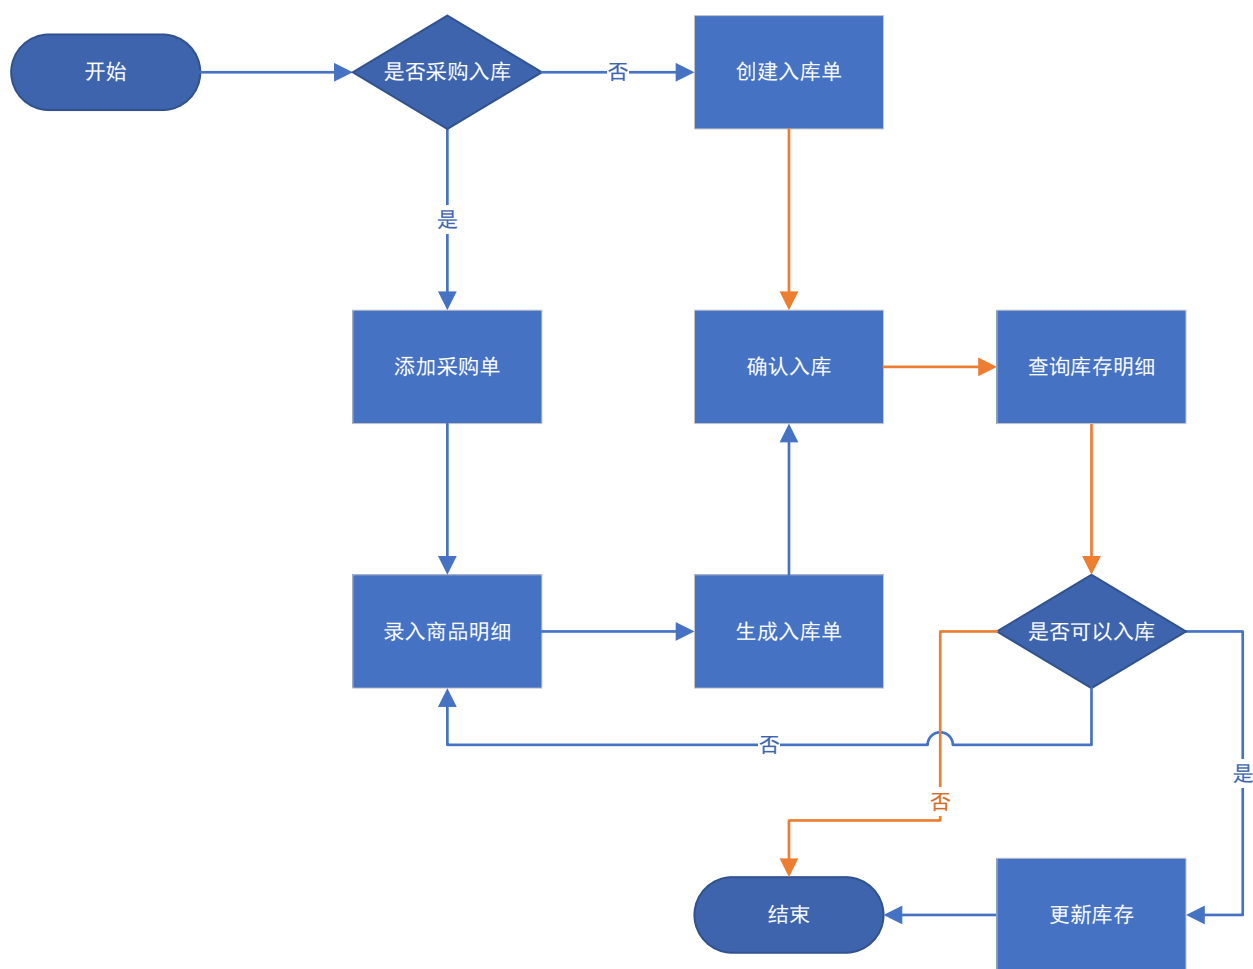 开始
是否采购入库
否
创建入库单
是
添加采购单
确认入库
查询库存明细
录入商品明细
生成入库单
是否可以入库
否
是
否
结束
更新库存